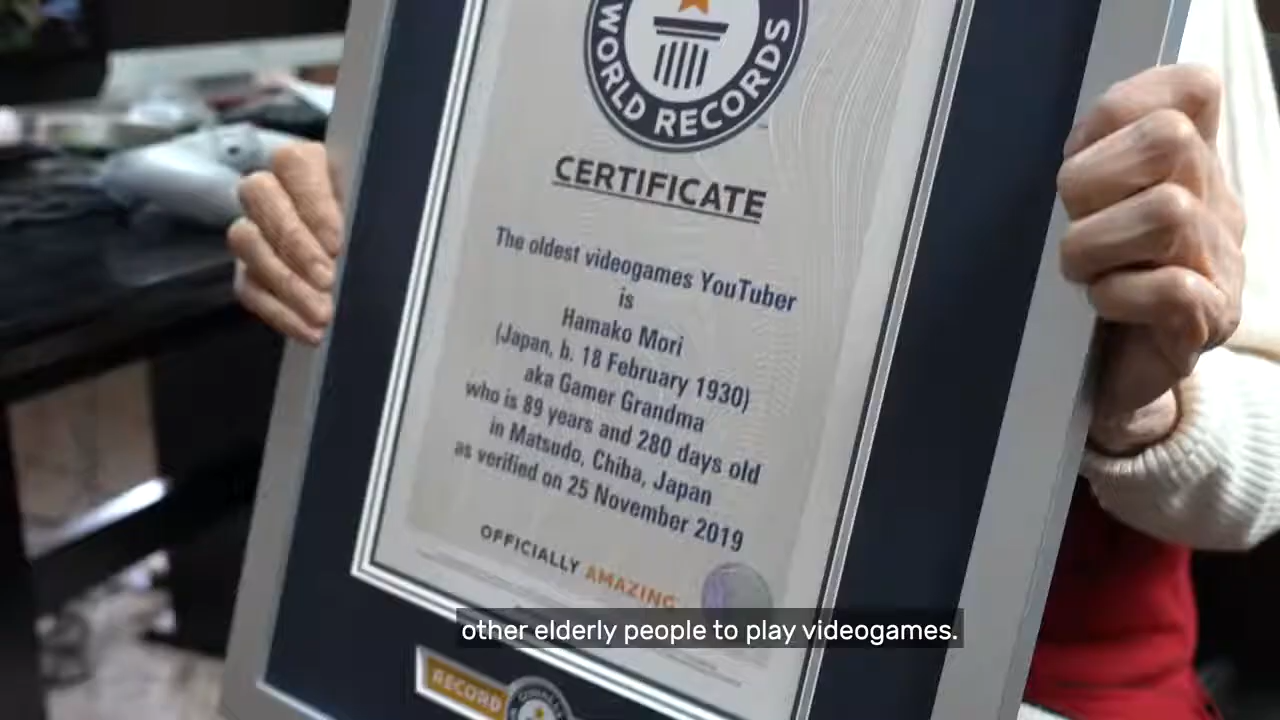 WORLD RECORDS
CERTIFICATE
The oldest videogames YouTuber
is
Hamako Mori
(Japan, b. 18 February 1930)
aka Gamer Grandma
who is 89 years and 280 days old
in Matsudo, Chiba, Japan
as verified on 25 November 2019
OFFICIALLY AMAZING
other elderly people to play videogames.
RECORD